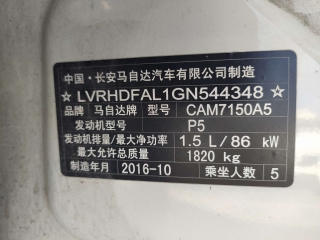 中国·长安马自达汽车有限公司制造
☆LVRHDFAL1GN544348☆
品牌 马自达牌 型号 CAM7150A5
发动机型号 P5
发动机排量/最大净功率 1.5 L/ 86 kW
最大允许总质量 1820 kg
制造年月 2016-10 乘坐人数 5